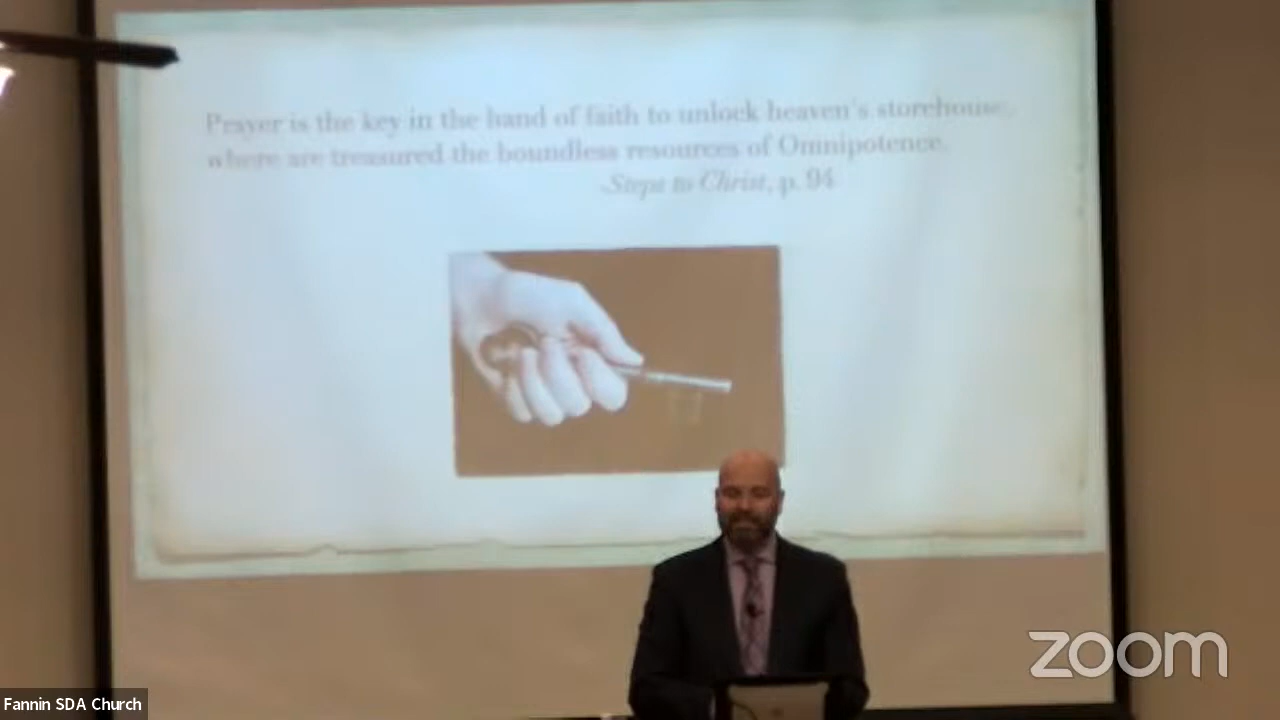 Prayer is the key in the hand of faith to unlock heaven's storehouse,
where are treasured the boundless resources of Omnipotence.
Steps to Christ, p. 94
zoom
Fannin SDA Church